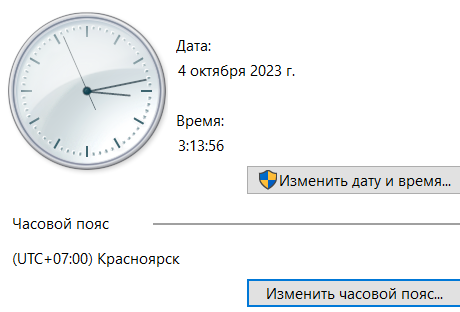 Дата:
4 октября 2023 г.
Время:
3:13:56
Изменить дату и время...
Часовой пояс
(UTC+07:00) Красноярск
Изменить часовой пояс...